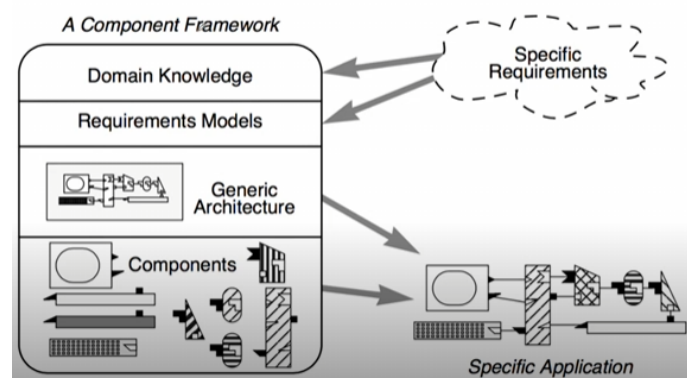 A Component Framework
Specific
Requirements
Domain Knowledge
Requirements Models
Generic
Architecture
Components
Specific Application